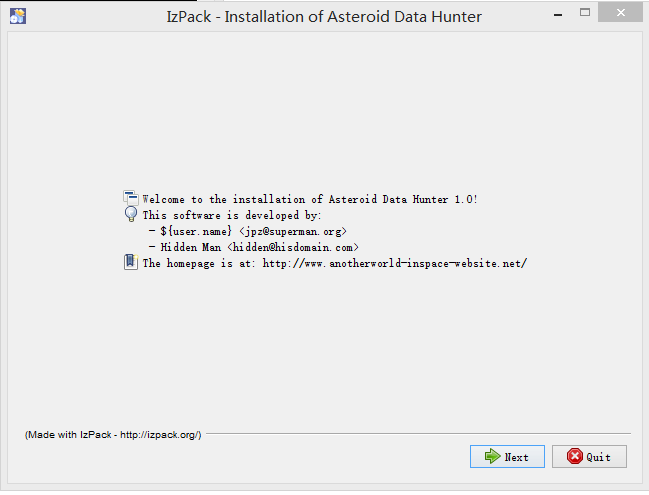 IzPack - Installation of Asteroid Data Hunter
Welcome to the installation of Asteroid Data Hunter 1.0!
This software is developed by:
- ${user.name} <jpz@superman.org>
- Hidden Man <hidden@hisdomain.com>
The homepage is at: http://www.anotherworld-inspace-website.net/
(Made with IzPack - http://izpack.org/)
Next
Quit